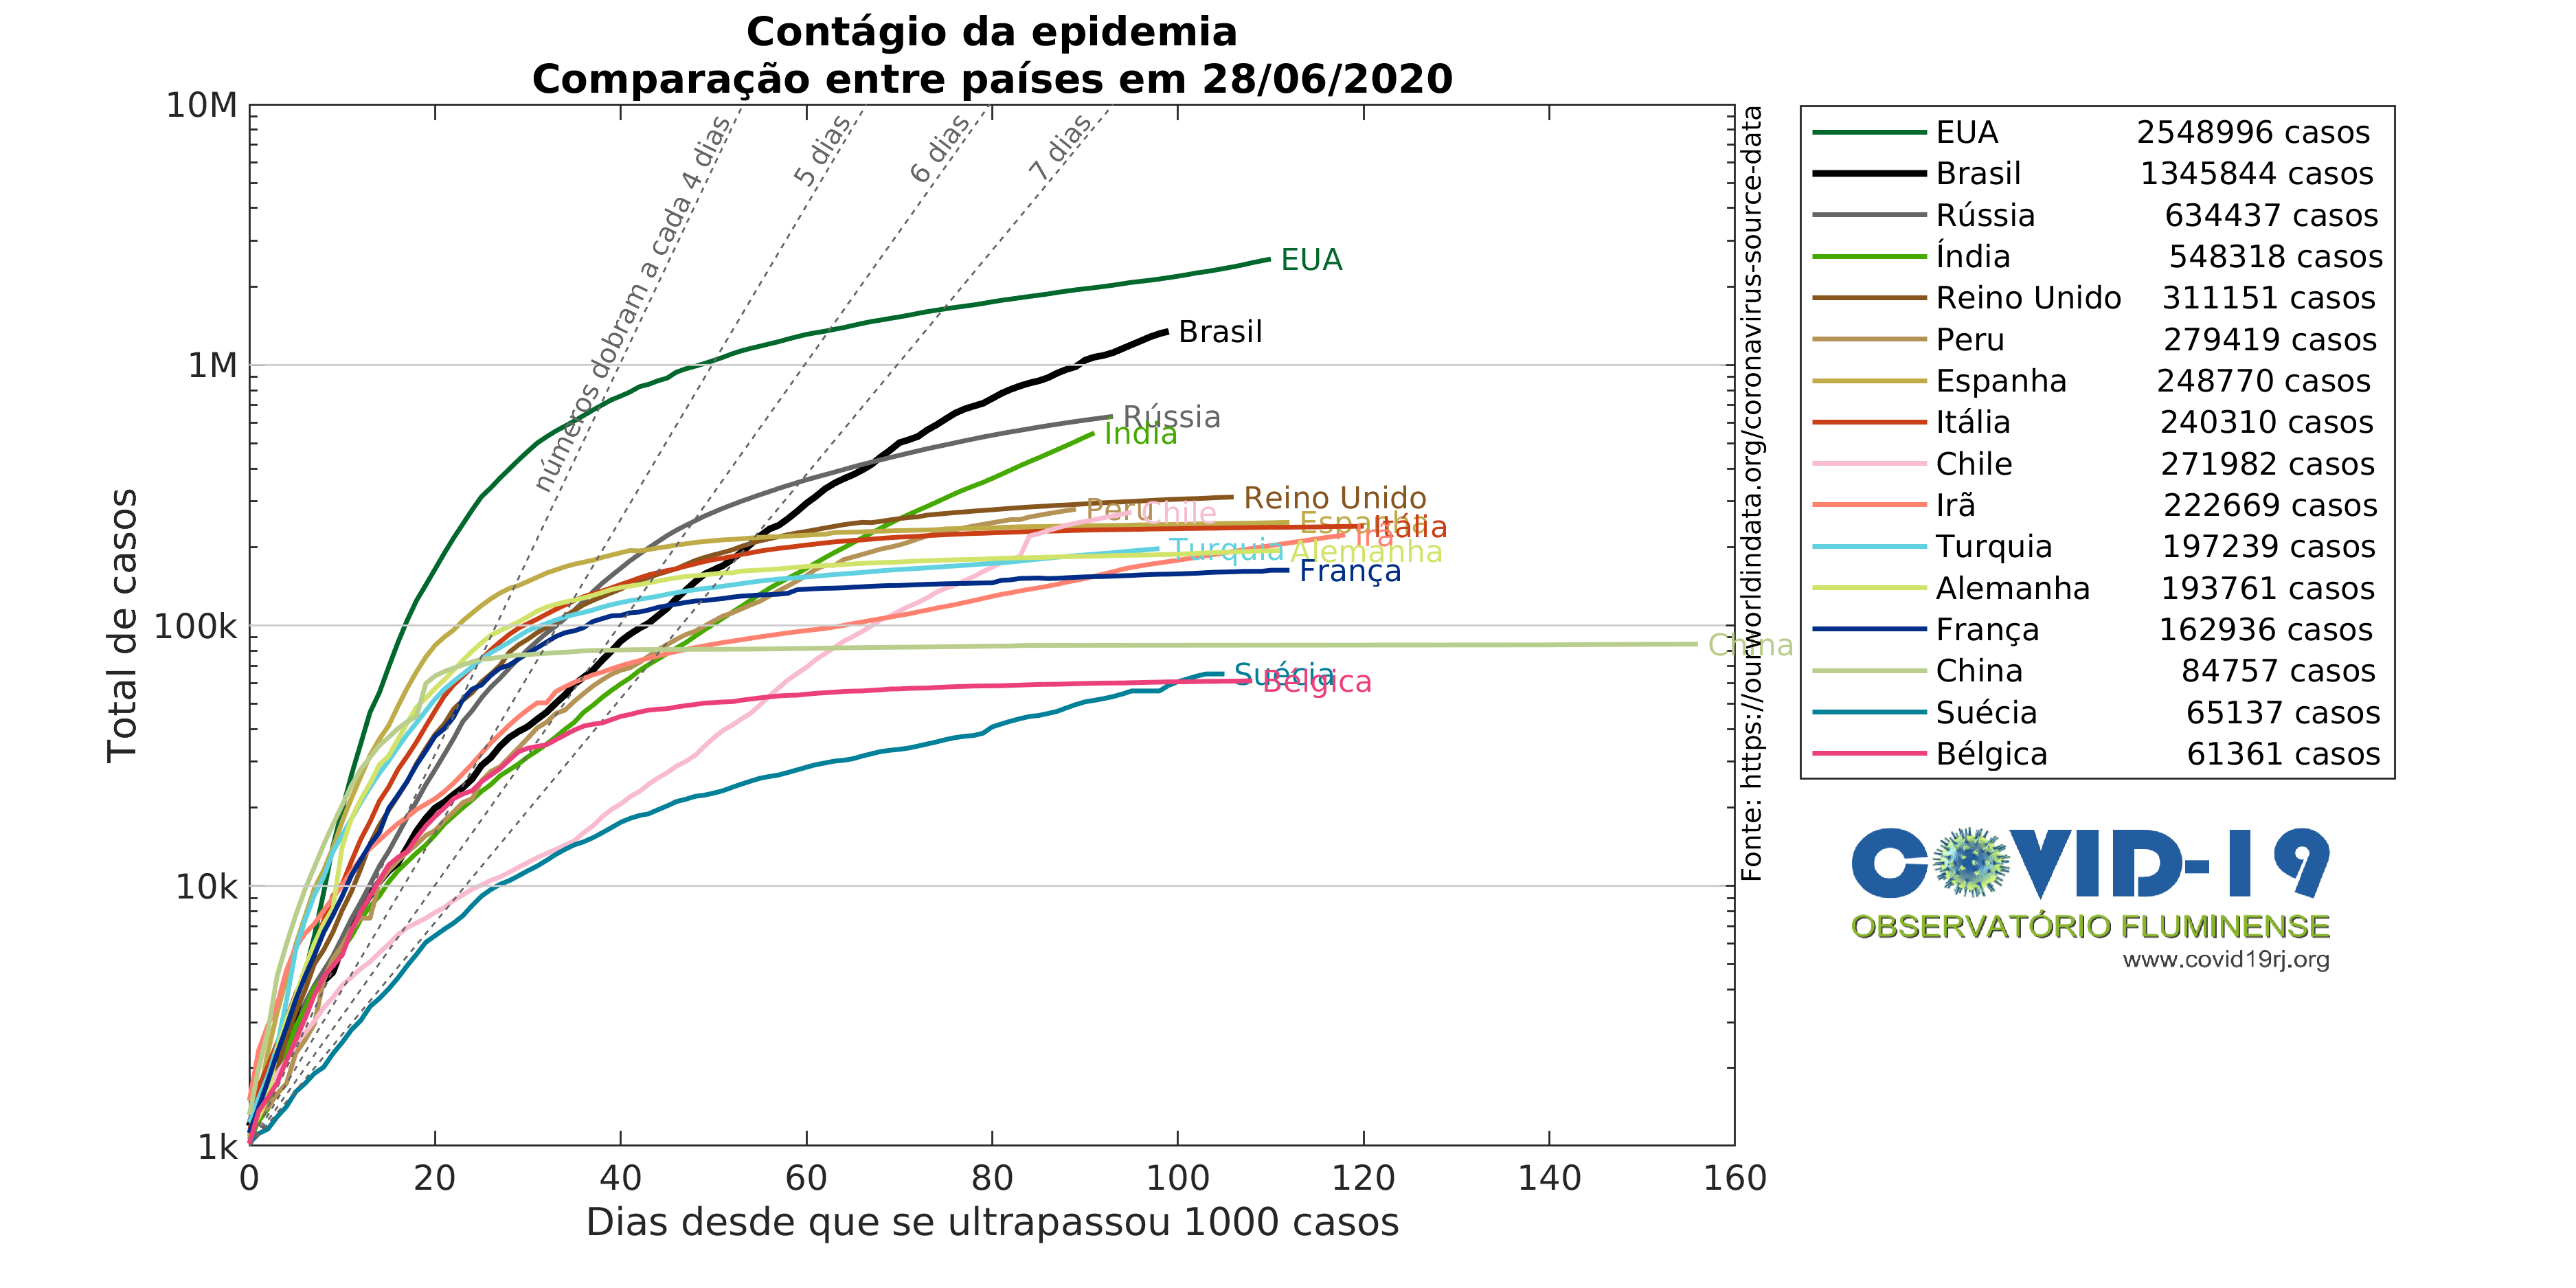 Contágio da epidemia
Comparação entre países em 28/06/2020
Total de casos
10M
1M
100k
10k
1k
0 20 40 60 80 100 120 140 160
Dias desde que se ultrapassou 1000 casos
números dobram a cada 4 dias
5 dias
6 dias
7 dias
EUA
Brasil
Rússia
Índia
Reino Unido
Peru
Chile
Espanha
Itália
Irã
Turquia
Alemanha
França
China
Suécia
Bélgica
Fonte: https://ourworldindata.org/coronavirus-source-data
EUA 2548996 casos
Brasil 1345844 casos
Rússia 634437 casos
Índia 548318 casos
Reino Unido 311151 casos
Peru 279419 casos
Espanha 248770 casos
Itália 240310 casos
Chile 271982 casos
Irã 222669 casos
Turquia 197239 casos
Alemanha 193761 casos
França 162936 casos
China 84757 casos
Suécia 65137 casos
Bélgica 61361 casos
COVID-19
OBSERVATÓRIO FLUMINENSE
www.covid19rj.org